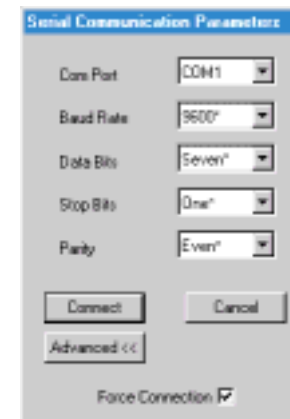 Serial Communication Parameters
Com Port COM1
Baud Rate 9600*
Data Bits Seven*
Stop Bits One*
Parity Even*
Connect Cancel
Advanced <<
Force Connection